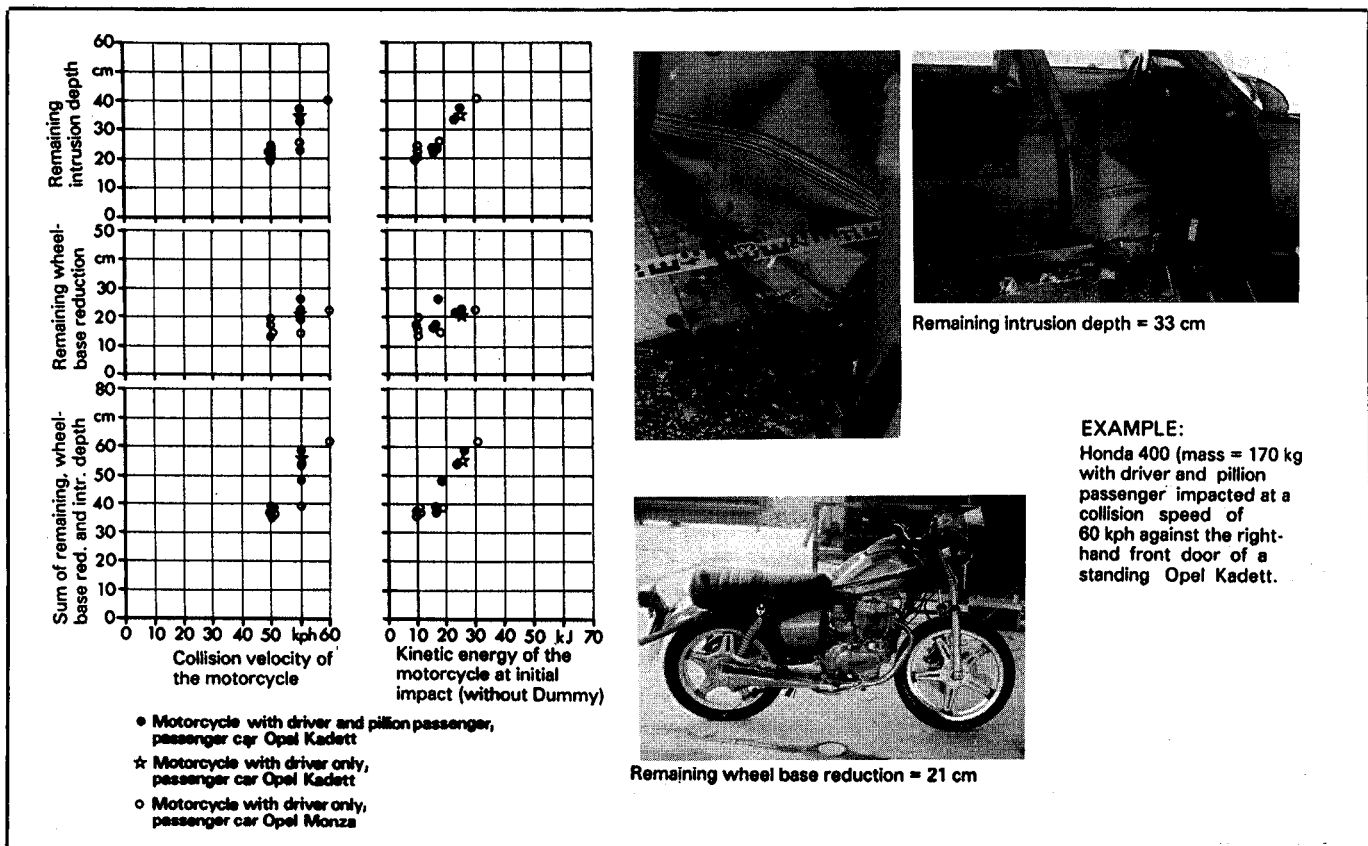 60
cm
40
30
20
10
0
Remaining
intrusion depth
50
cm
30
20
10
0
Remaining wheel-
base reduction
80
cm
60
50
40
30
20
10
0
Sum of remaining, wheel-
base red. and intr. depth
0 10 20 30 40 50 kph 60
Collision velocity of
the motorcycle
0 10 20 30 40 50 kJ 70
Kinetic energy of the
motorcycle at initial
impact (without Dummy)
● Motorcycle with driver and pillion passenger,
passenger car Opel Kadett
☆ Motorcycle with driver only,
passenger car Opel Kadett
○ Motorcycle with driver only,
passenger car Opel Monza
Remaining intrusion depth = 33 cm
EXAMPLE:
Honda 400 (mass = 170 kg
with driver and pillion
passenger impacted at a
collision speed of
60 kph against the right-
hand front door of a
standing Opel Kadett.
Remaining wheel base reduction = 21 cm